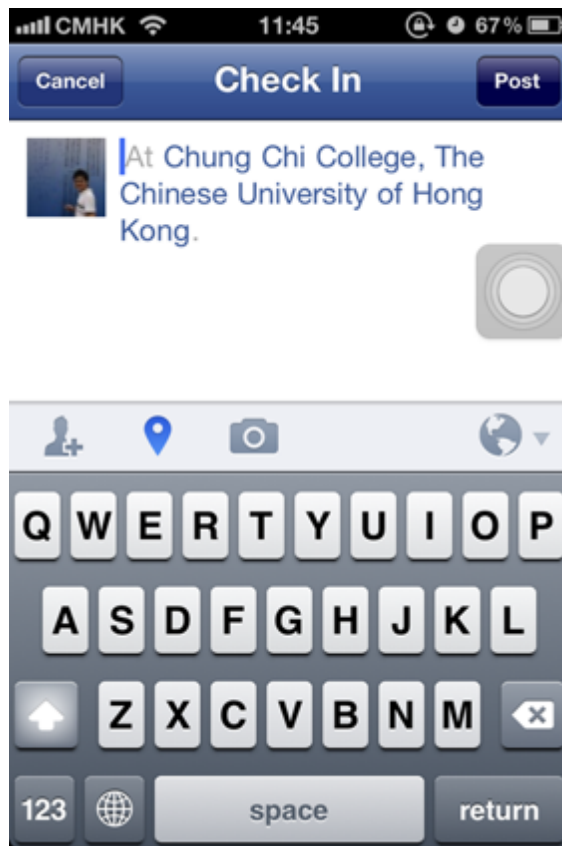 CMHK 11:45 67%
Cancel Check In Post
At Chung Chi College, The
Chinese University of Hong
Kong.
Q W E R T Y U I O P
A S D F G H J K L
Z X C V B N M
123 space return